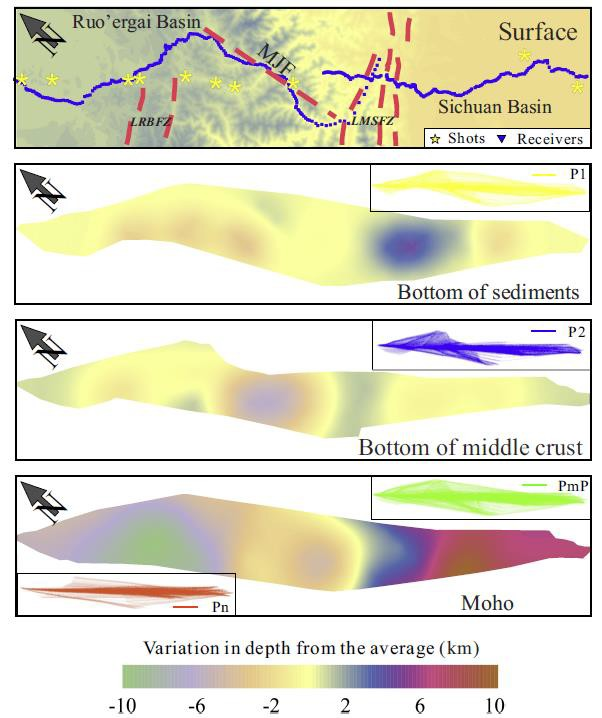 Ruo'ergai Basin
N
Surface
MJF
Sichuan Basin
LRBFZ
LMSFZ
Shots Receivers
N
P1
Bottom of sediments
N
P2
Bottom of middle crust
N
PmP
Pn
Moho
Variation in depth from the average (km)
-10 -6 -2 2 6 10